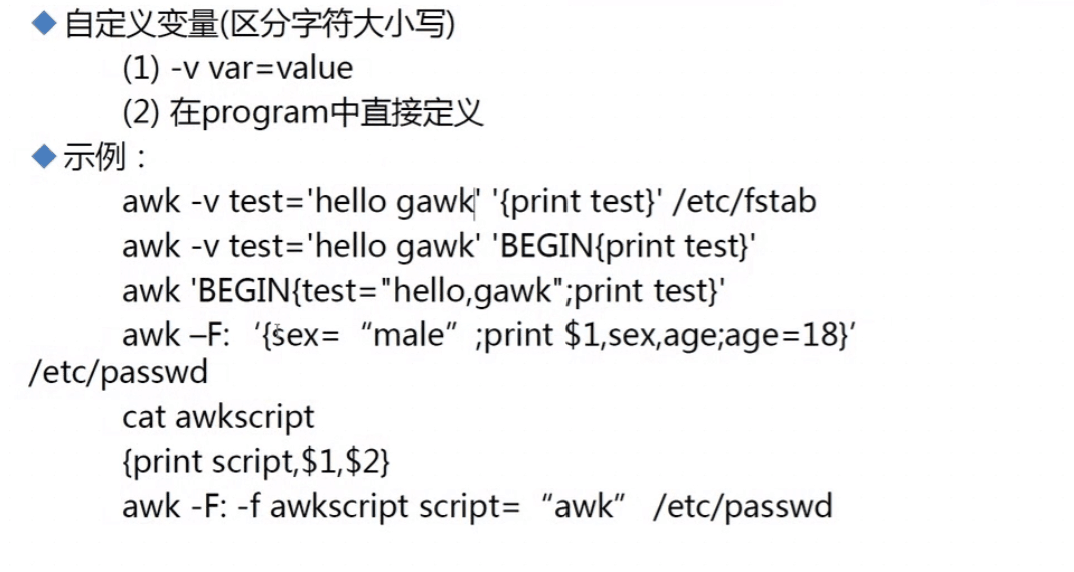 自定义变量(区分字符大小写)
(1) -v var=value
(2) 在program中直接定义
示例：
awk -v test='hello gawk' '{print test}' /etc/fstab
awk -v test='hello gawk' 'BEGIN{print test}'
awk 'BEGIN{test="hello,gawk";print test}'
awk –F: ‘{sex= “male” ;print $1,sex,age;age=18}’
/etc/passwd
cat awkscript
{print script,$1,$2}
awk -F: -f awkscript script= “awk” /etc/passwd